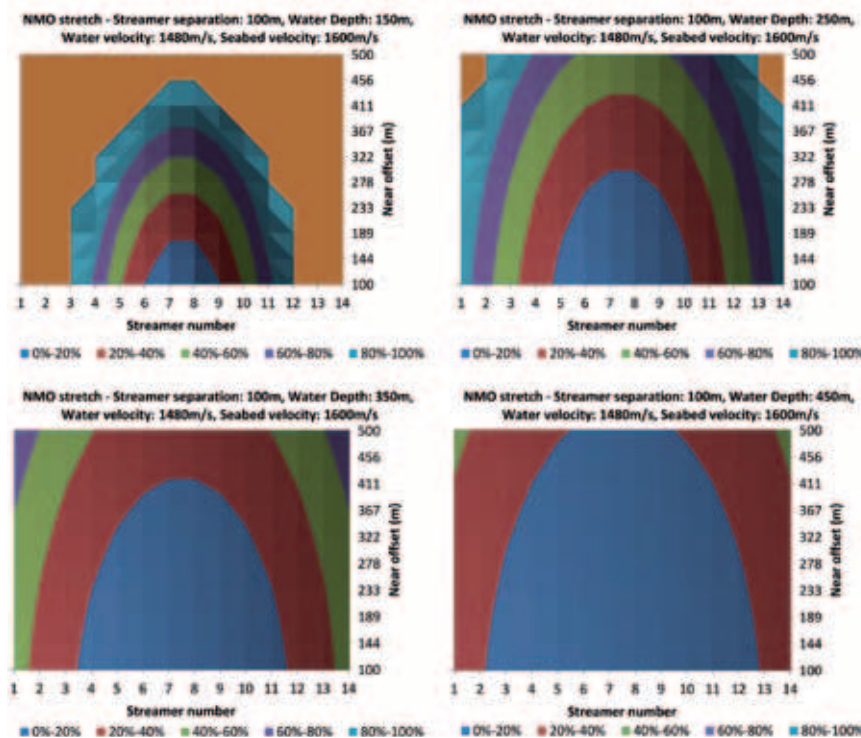 NMO stretch - Streamer separation: 100m, Water Depth: 150m,
Water velocity: 1480m/s, Seabed velocity: 1600m/s
500
456
411
367
322
278
233
189
144
100
Near offset (m)
1 2 3 4 5 6 7 8 9 10 11 12 13 14
Streamer number
0%-20% 20%-40% 40%-60% 60%-80% 80%-100%
NMO stretch - Streamer separation: 100m, Water Depth: 250m,
Water velocity: 1480m/s, Seabed velocity: 1600m/s
500
456
411
367
322
278
233
189
144
100
Near offset (m)
1 2 3 4 5 6 7 8 9 10 11 12 13 14
Streamer number
0%-20% 20%-40% 40%-60% 60%-80% 80%-100%
NMO stretch - Streamer separation: 100m, Water Depth: 350m,
Water velocity: 1480m/s, Seabed velocity: 1600m/s
500
456
411
367
322
278
233
189
144
100
Near offset (m)
1 2 3 4 5 6 7 8 9 10 11 12 13 14
Streamer number
0%-20% 20%-40% 40%-60% 60%-80% 80%-100%
NMO stretch - Streamer separation: 100m, Water Depth: 450m,
Water velocity: 1480m/s, Seabed velocity: 1600m/s
500
456
411
367
322
278
233
189
144
100
Near offset (m)
1 2 3 4 5 6 7 8 9 10 11 12 13 14
Streamer number
0%-20% 20%-40% 40%-60% 60%-80% 80%-100%